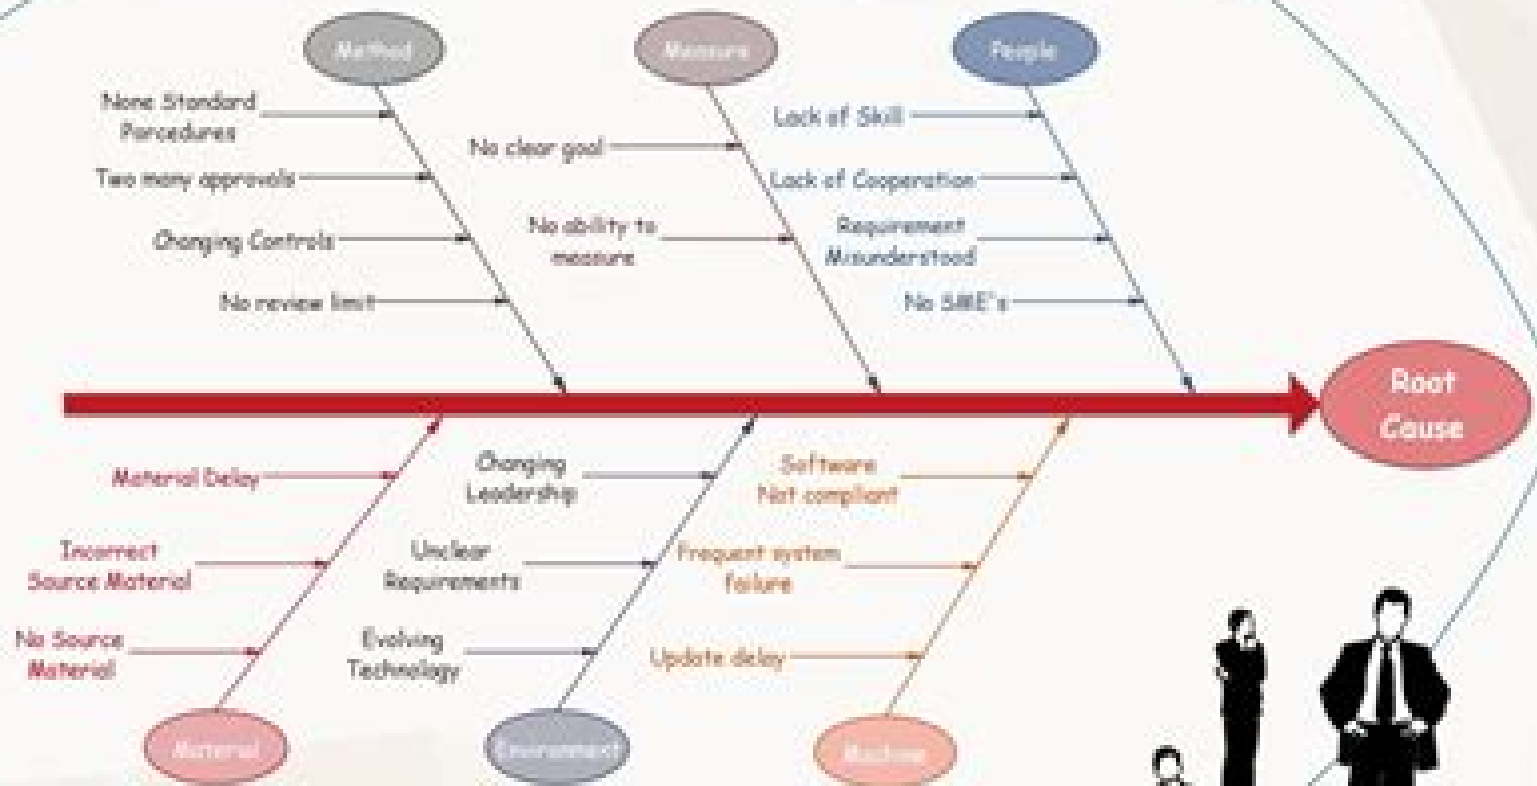 Method
Measure
People
None Standard
Porcedures
Two many approvals
Changing Controls
No review limit
No clear goal
No ability to
measure
Lack of Skill
Lack of Cooperation
Requirement
Misunderstood
No SME's
Root
Cause
Material Delay
Incorrect
Source Material
No Source
Material
Changing
Leadership
Unclear
Requirements
Evolving
Technology
Software
Not compliant
Frequent system
failure
Update delay
Material
Environment
Machine